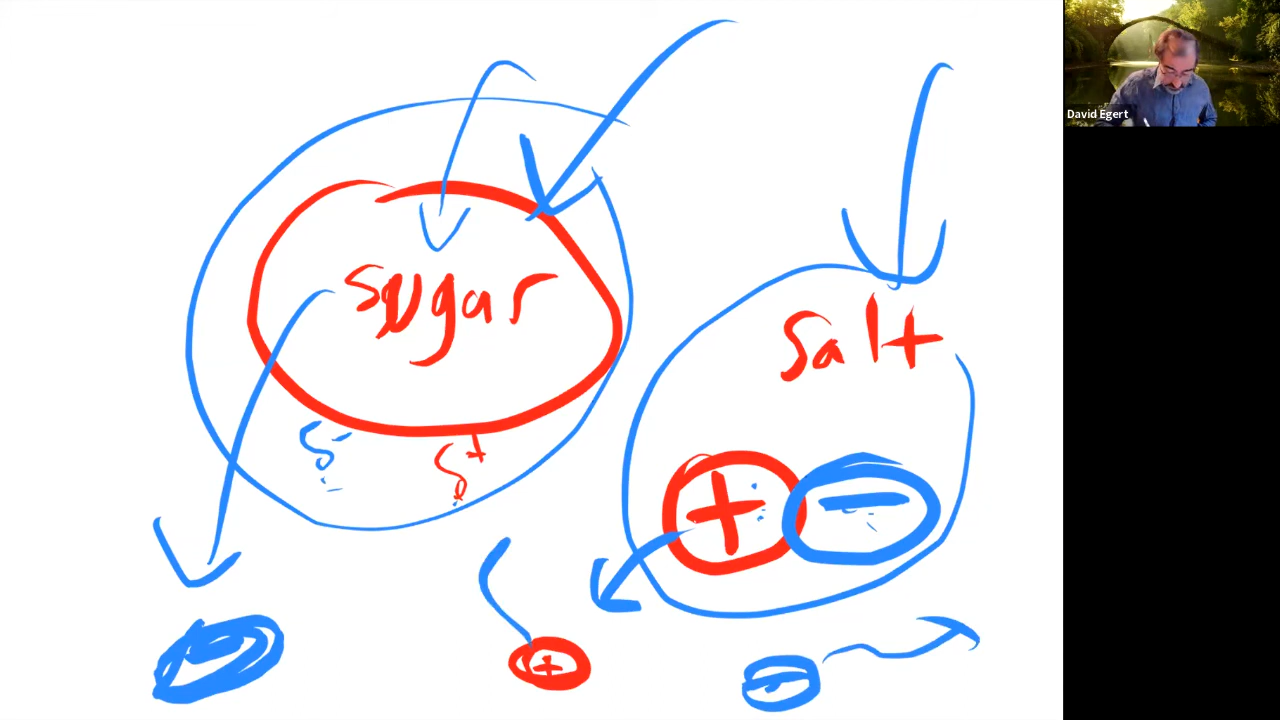 David Egert
sugar
salt
δ- δ+
+ -
- + -